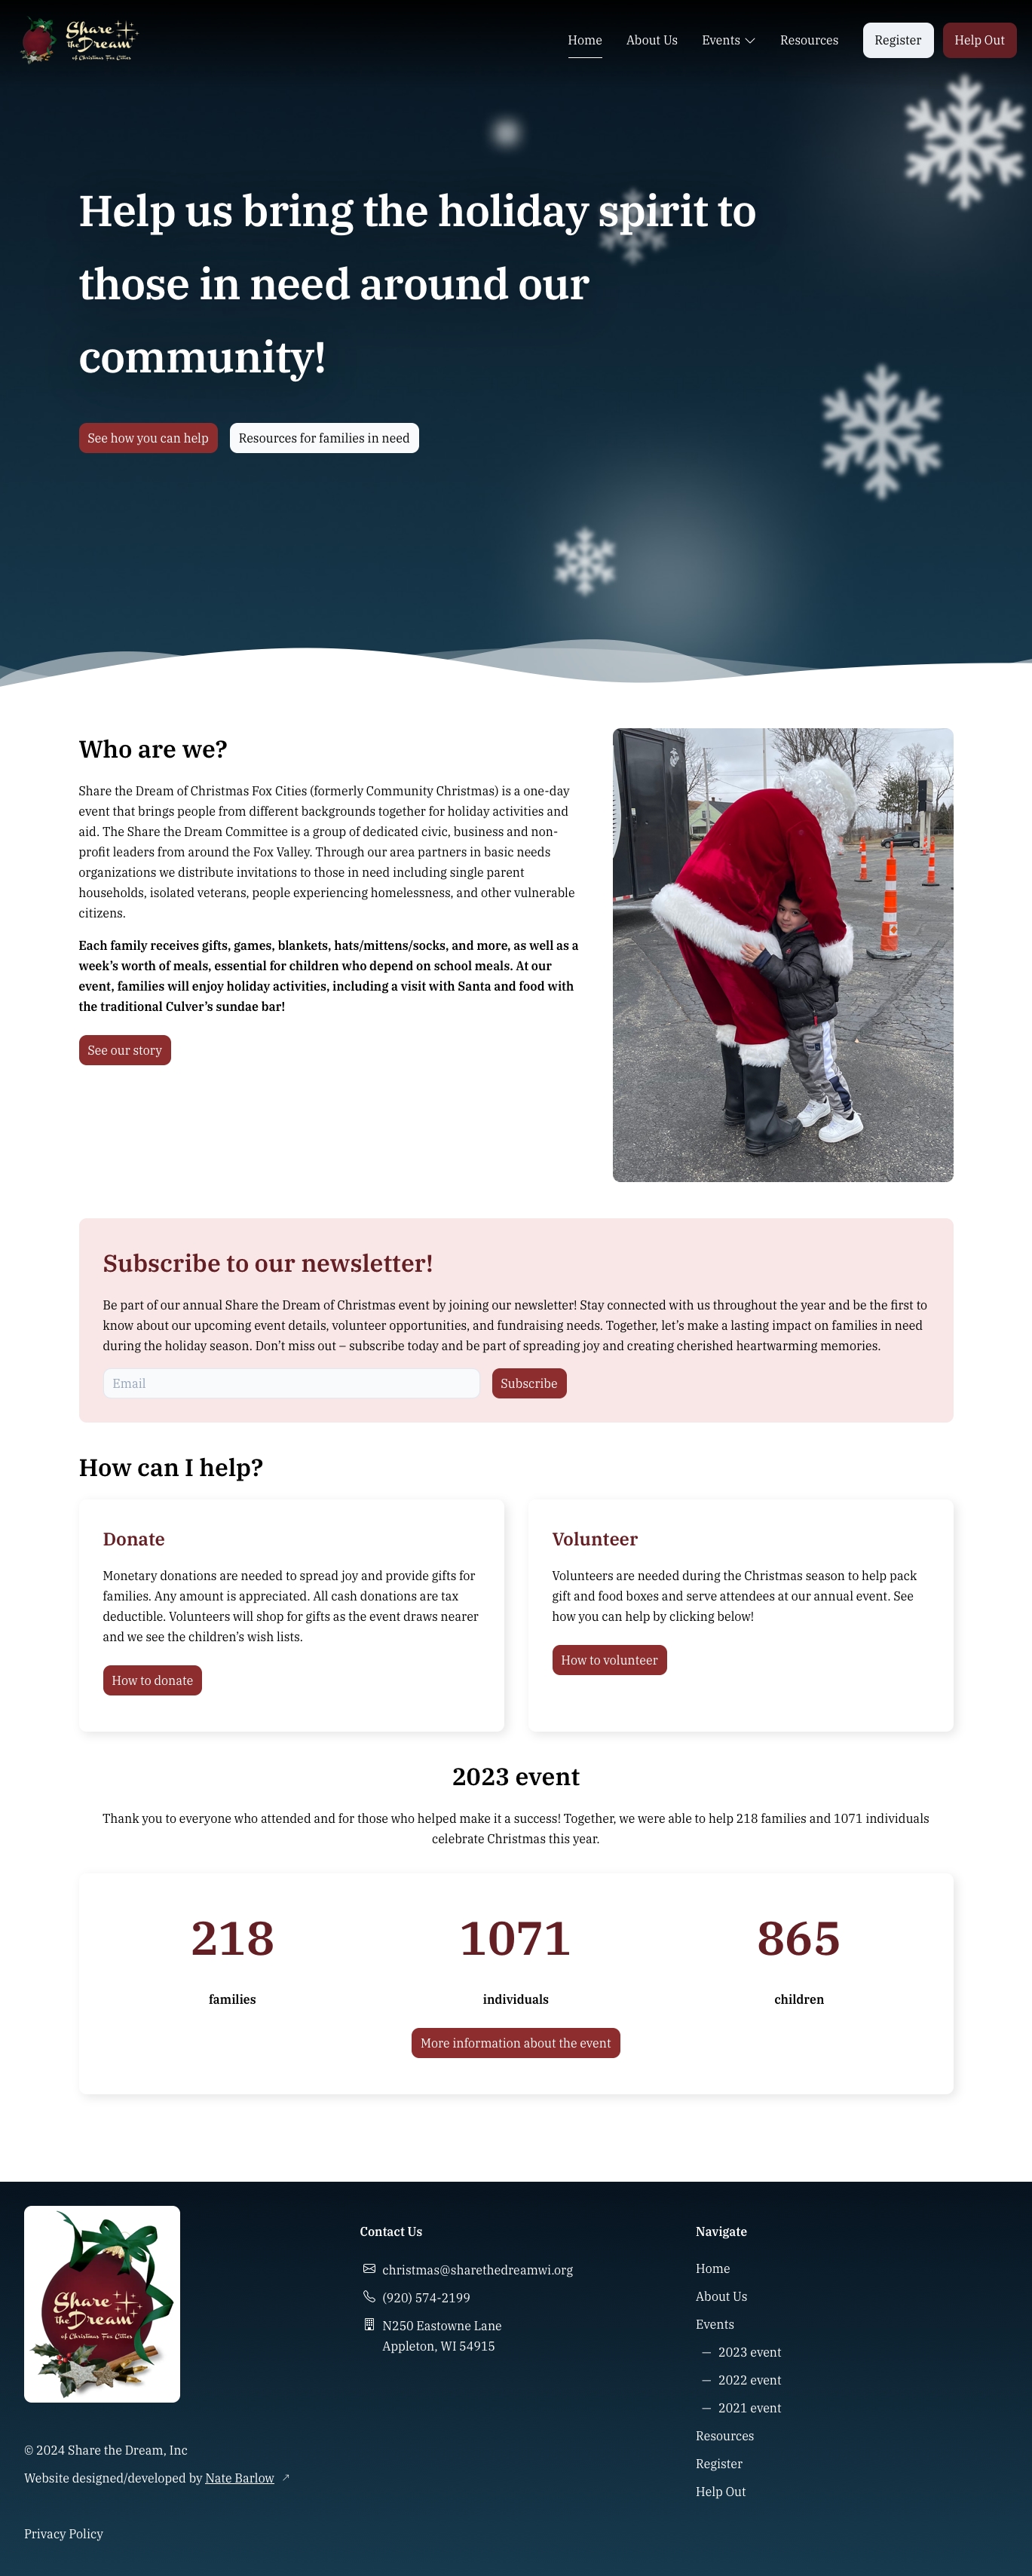 Share
the Dream
of Christmas Fox Cities
Home
About Us
Events
Resources
Register
Help Out
Help us bring the holiday spirit to
those in need around our
community!
See how you can help
Resources for families in need
Who are we?
Share the Dream of Christmas Fox Cities (formerly Community Christmas) is a one-day
event that brings people from different backgrounds together for holiday activities and
aid. The Share the Dream Committee is a group of dedicated civic, business and non-
profit leaders from around the Fox Valley. Through our area partners in basic needs
organizations we distribute invitations to those in need including single parent
households, isolated veterans, people experiencing homelessness, and other vulnerable
citizens.
Each family receives gifts, games, blankets, hats/mittens/socks, and more, as well as a
week’s worth of meals, essential for children who depend on school meals. At our
event, families will enjoy holiday activities, including a visit with Santa and food with
the traditional Culver’s sundae bar!
See our story
Subscribe to our newsletter!
Be part of our annual Share the Dream of Christmas event by joining our newsletter! Stay connected with us throughout the year and be the first to
know about our upcoming event details, volunteer opportunities, and fundraising needs. Together, let’s make a lasting impact on families in need
during the holiday season. Don’t miss out – subscribe today and be part of spreading joy and creating cherished heartwarming memories.
Email
Subscribe
How can I help?
Donate
Monetary donations are needed to spread joy and provide gifts for
families. Any amount is appreciated. All cash donations are tax
deductible. Volunteers will shop for gifts as the event draws nearer
and we see the children’s wish lists.
How to donate
Volunteer
Volunteers are needed during the Christmas season to help pack
gift and food boxes and serve attendees at our annual event. See
how you can help by clicking below!
How to volunteer
2023 event
Thank you to everyone who attended and for those who helped make it a success! Together, we were able to help 218 families and 1071 individuals
celebrate Christmas this year.
218
families
1071
individuals
865
children
More information about the event
Share
the Dream
of Christmas Fox Cities
© 2024 Share the Dream, Inc
Website designed/developed by Nate Barlow
Privacy Policy
Contact Us
christmas@sharethedreamwi.org
(920) 574-2199
N250 Eastowne Lane
Appleton, WI 54915
Navigate
Home
About Us
Events
— 2023 event
— 2022 event
— 2021 event
Resources
Register
Help Out